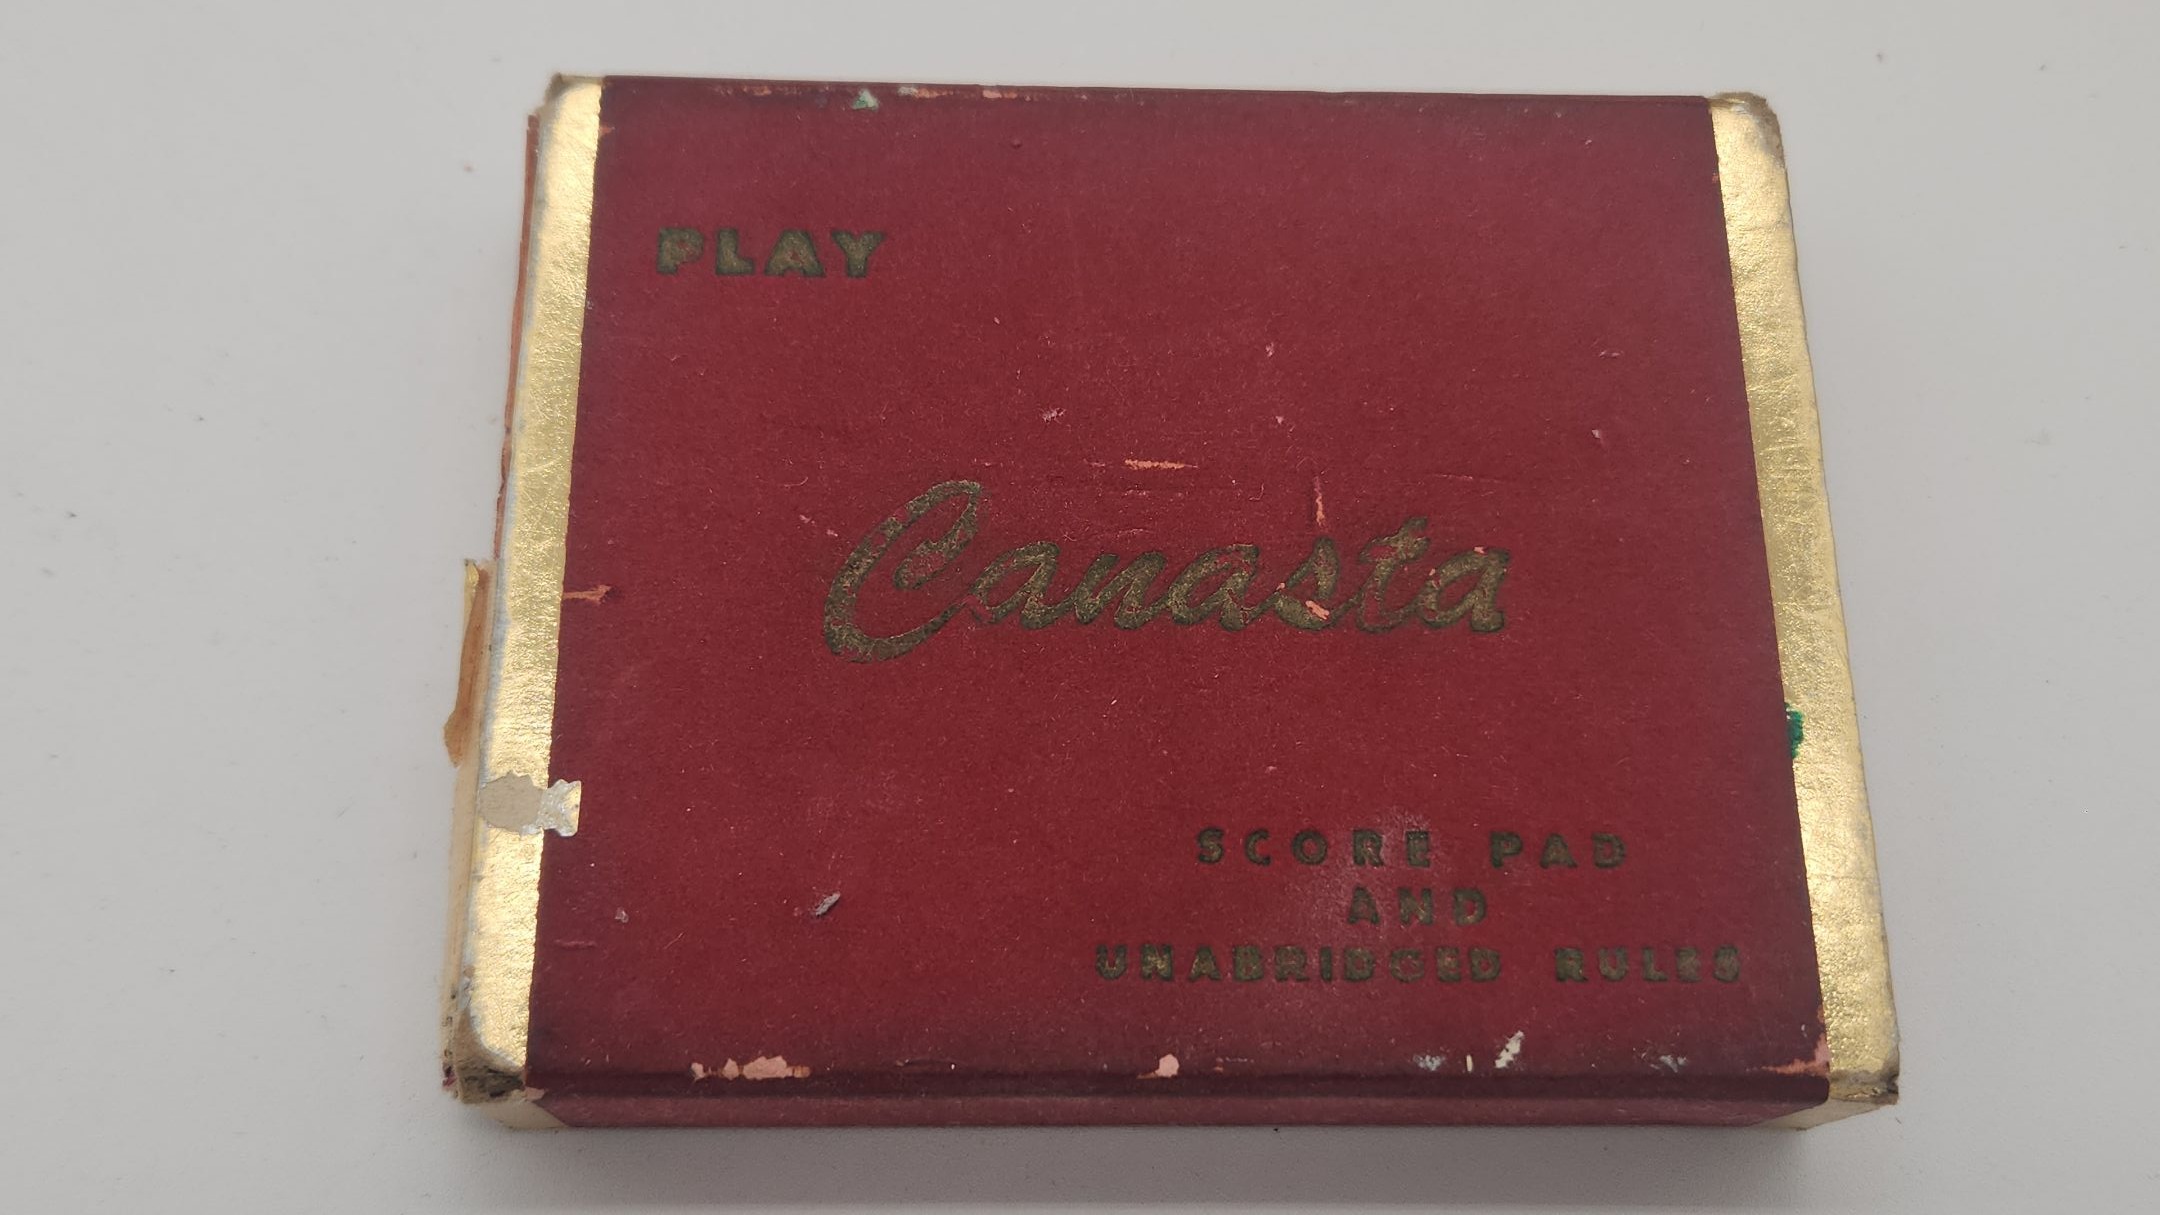 PLAY
Canasta
SCORE PAD
AND
UNABRIDGED RULES